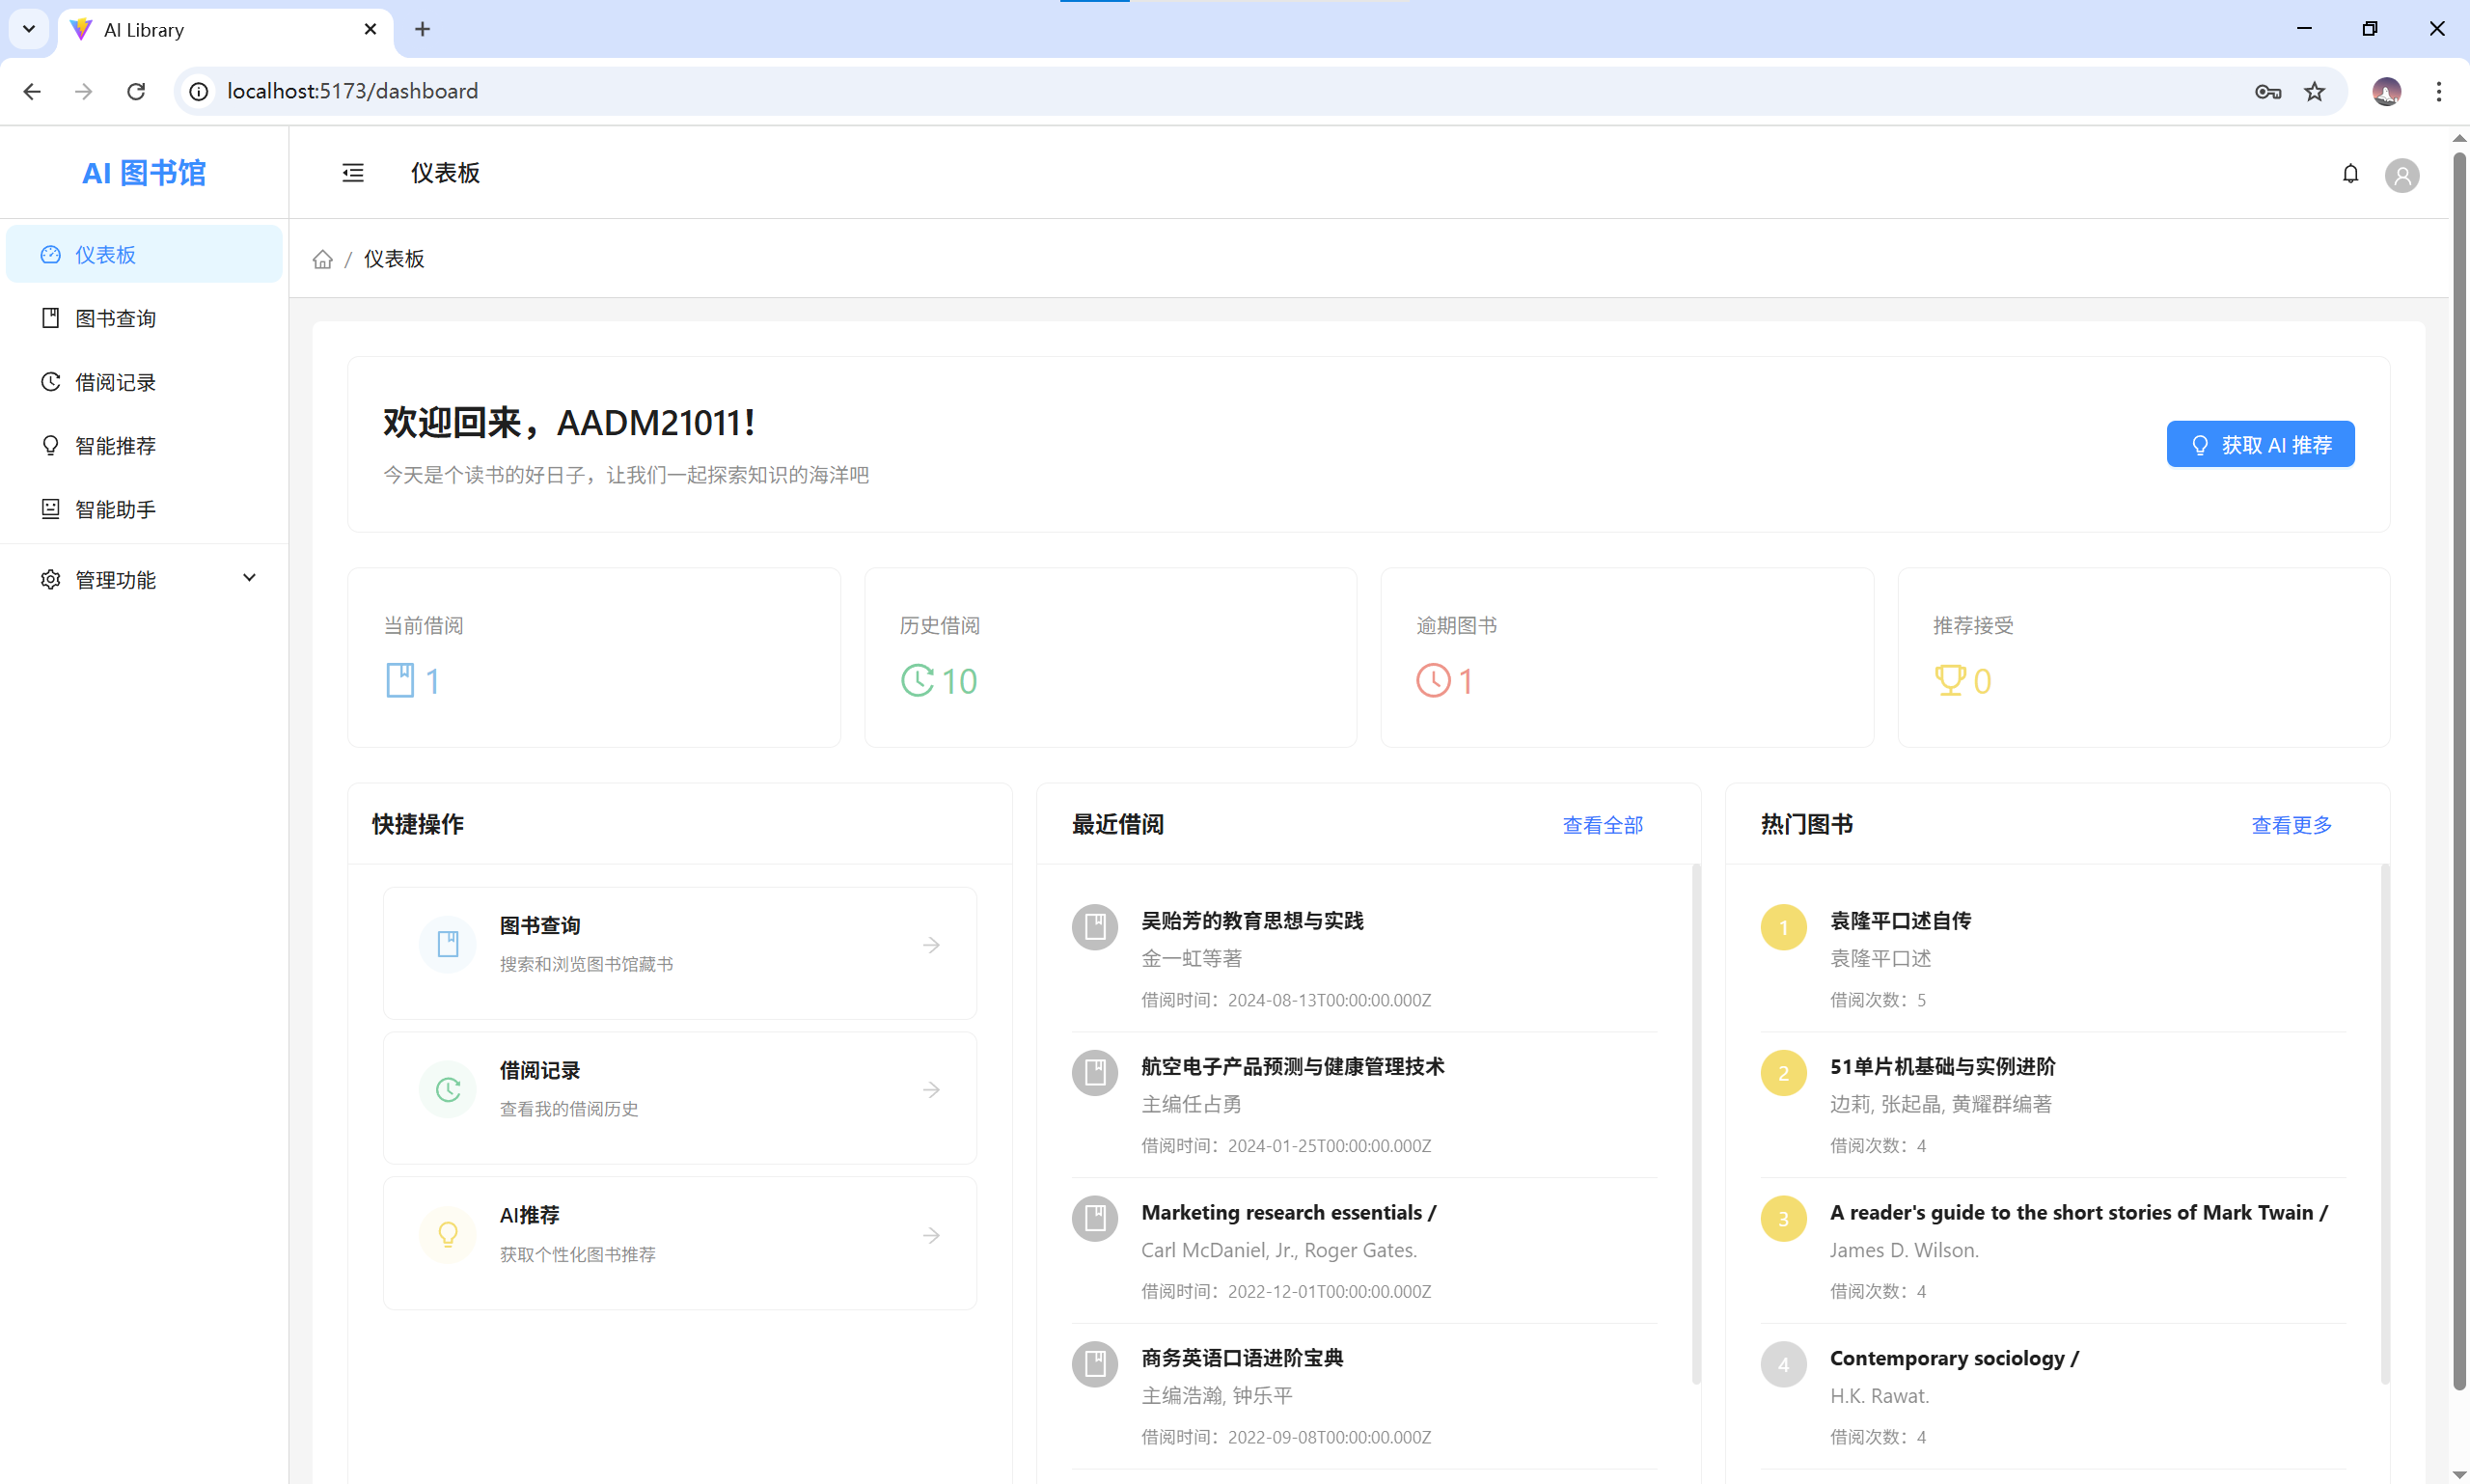 AI Library
localhost:5173/dashboard
AI 图书馆
仪表板
仪表板
图书查询
借阅记录
智能推荐
智能助手
管理功能
/ 仪表板
欢迎回来，AADM21011！
今天是个读书的好日子，让我们一起探索知识的海洋吧
获取 AI 推荐
当前借阅
1
历史借阅
10
逾期图书
1
推荐接受
0
快捷操作
图书查询
搜索和浏览图书馆藏书
借阅记录
查看我的借阅历史
AI推荐
获取个性化图书推荐
最近借阅
查看全部
吴贻芳的教育思想与实践
金一虹等著
借阅时间：2024-08-13T00:00:00.000Z
航空电子产品预测与健康管理技术
主编任占勇
借阅时间：2024-01-25T00:00:00.000Z
Marketing research essentials /
Carl McDaniel, Jr., Roger Gates.
借阅时间：2022-12-01T00:00:00.000Z
商务英语口语进阶宝典
主编浩瀚, 钟乐平
借阅时间：2022-09-08T00:00:00.000Z
热门图书
查看更多
1
袁隆平口述自传
袁隆平口述
借阅次数：5
2
51单片机基础与实例进阶
边莉, 张起晶, 黄耀群编著
借阅次数：4
3
A reader's guide to the short stories of Mark Twain /
James D. Wilson.
借阅次数：4
4
Contemporary sociology /
H.K. Rawat.
借阅次数：4